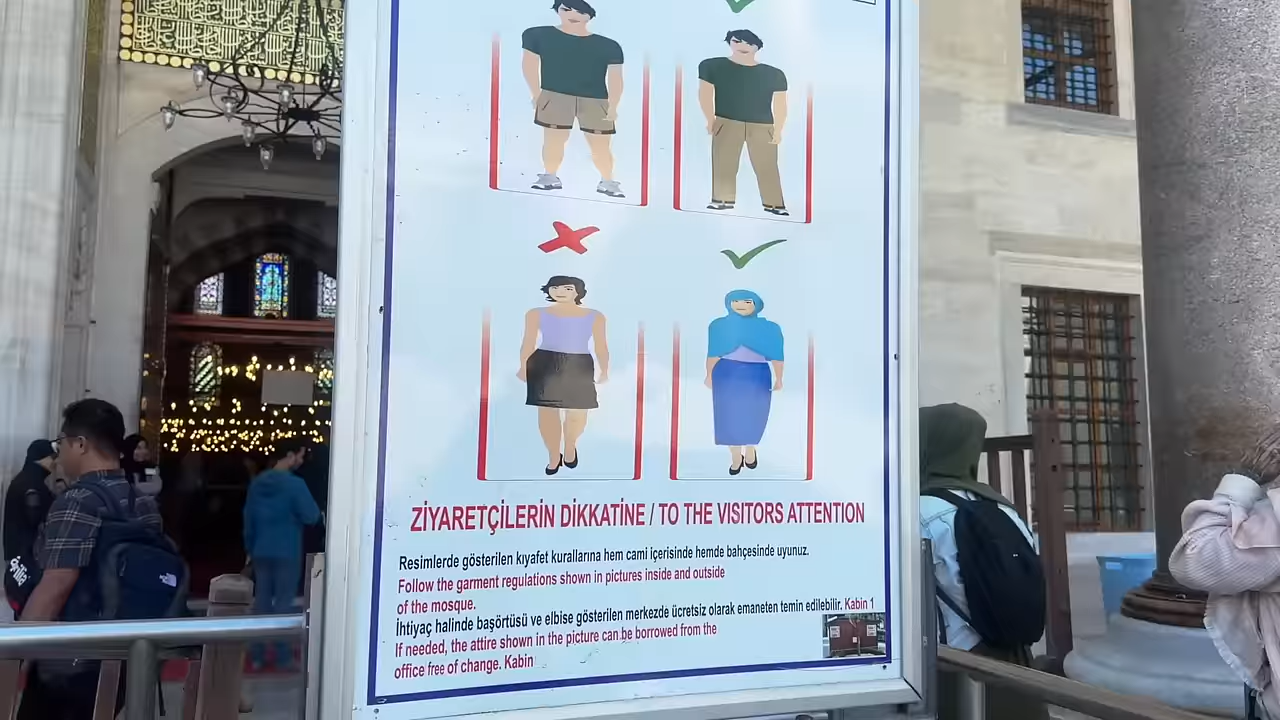 ZİYARETÇİLERİN DİKKATİNE / TO THE VISITORS ATTENTION
Resimlerde gösterilen kıyafet kurallarına hem cami içerisinde hemde bahçesinde uyunuz.
Follow the garment regulations shown in pictures inside and outside
of the mosque.
İhtiyaç halinde başörtüsü ve elbise gösterilen merkezde ücretsiz olarak emaneten temin edilebilir. Kabin 1
If needed, the attire shown in the picture can be borrowed from the
office free of change. Kabin